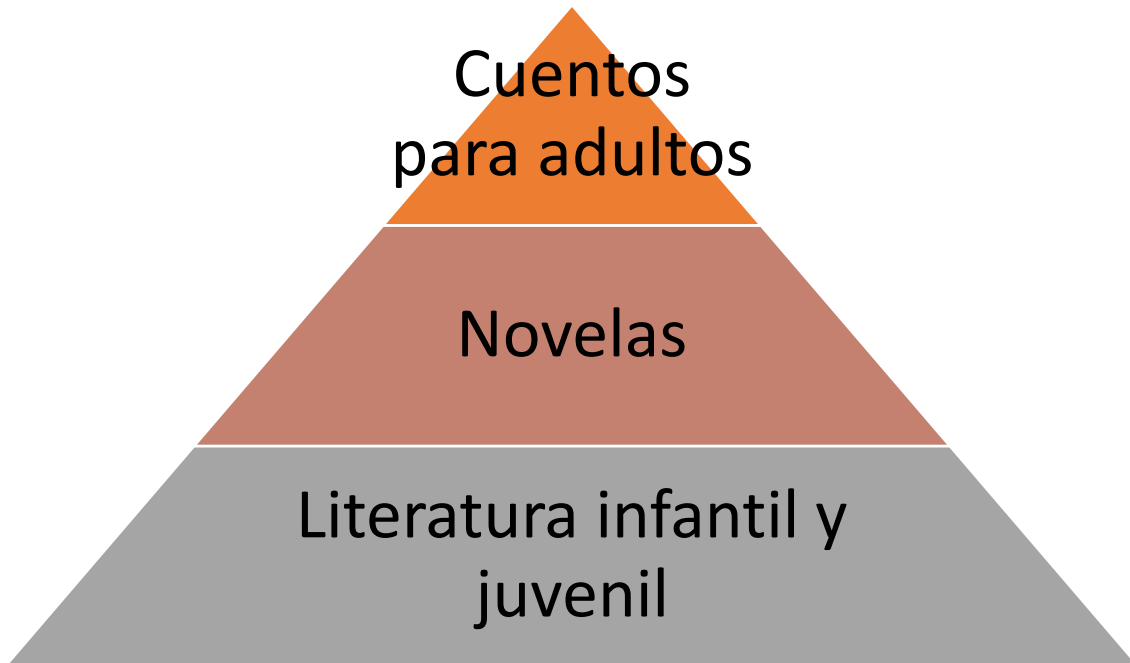 Cuentos
para adultos
Novelas
Literatura infantil y
juvenil